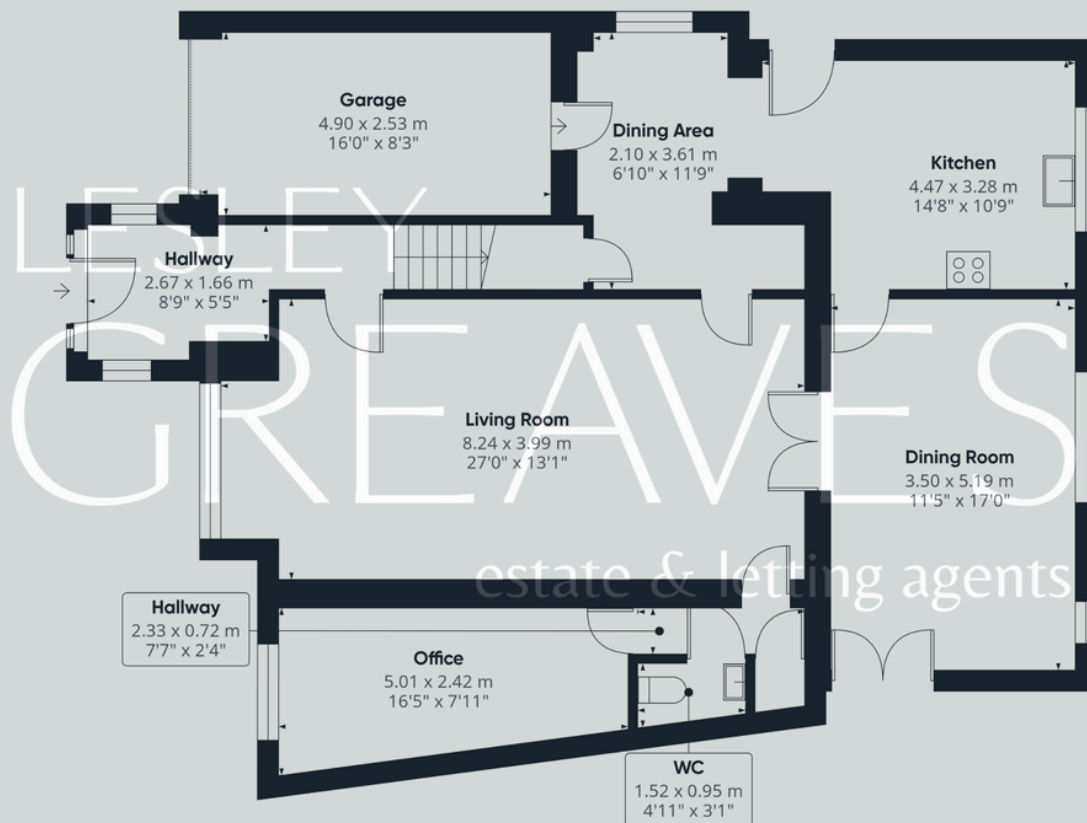 Garage
4.90 x 2.53 m
16'0" x 8'3"
Dining Area
2.10 x 3.61 m
6'10" x 11'9"
Kitchen
4.47 x 3.28 m
14'8" x 10'9"
LESLEY
Hallway
2.67 x 1.66 m
8'9" x 5'5"
GREAVES
Living Room
8.24 x 3.99 m
27'0" x 13'1"
Dining Room
3.50 x 5.19 m
11'5" x 17'0"
estate & letting agents
Hallway
2.33 x 0.72 m
7'7" x 2'4"
Office
5.01 x 2.42 m
16'5" x 7'11"
WC
1.52 x 0.95 m
4'11" x 3'1"